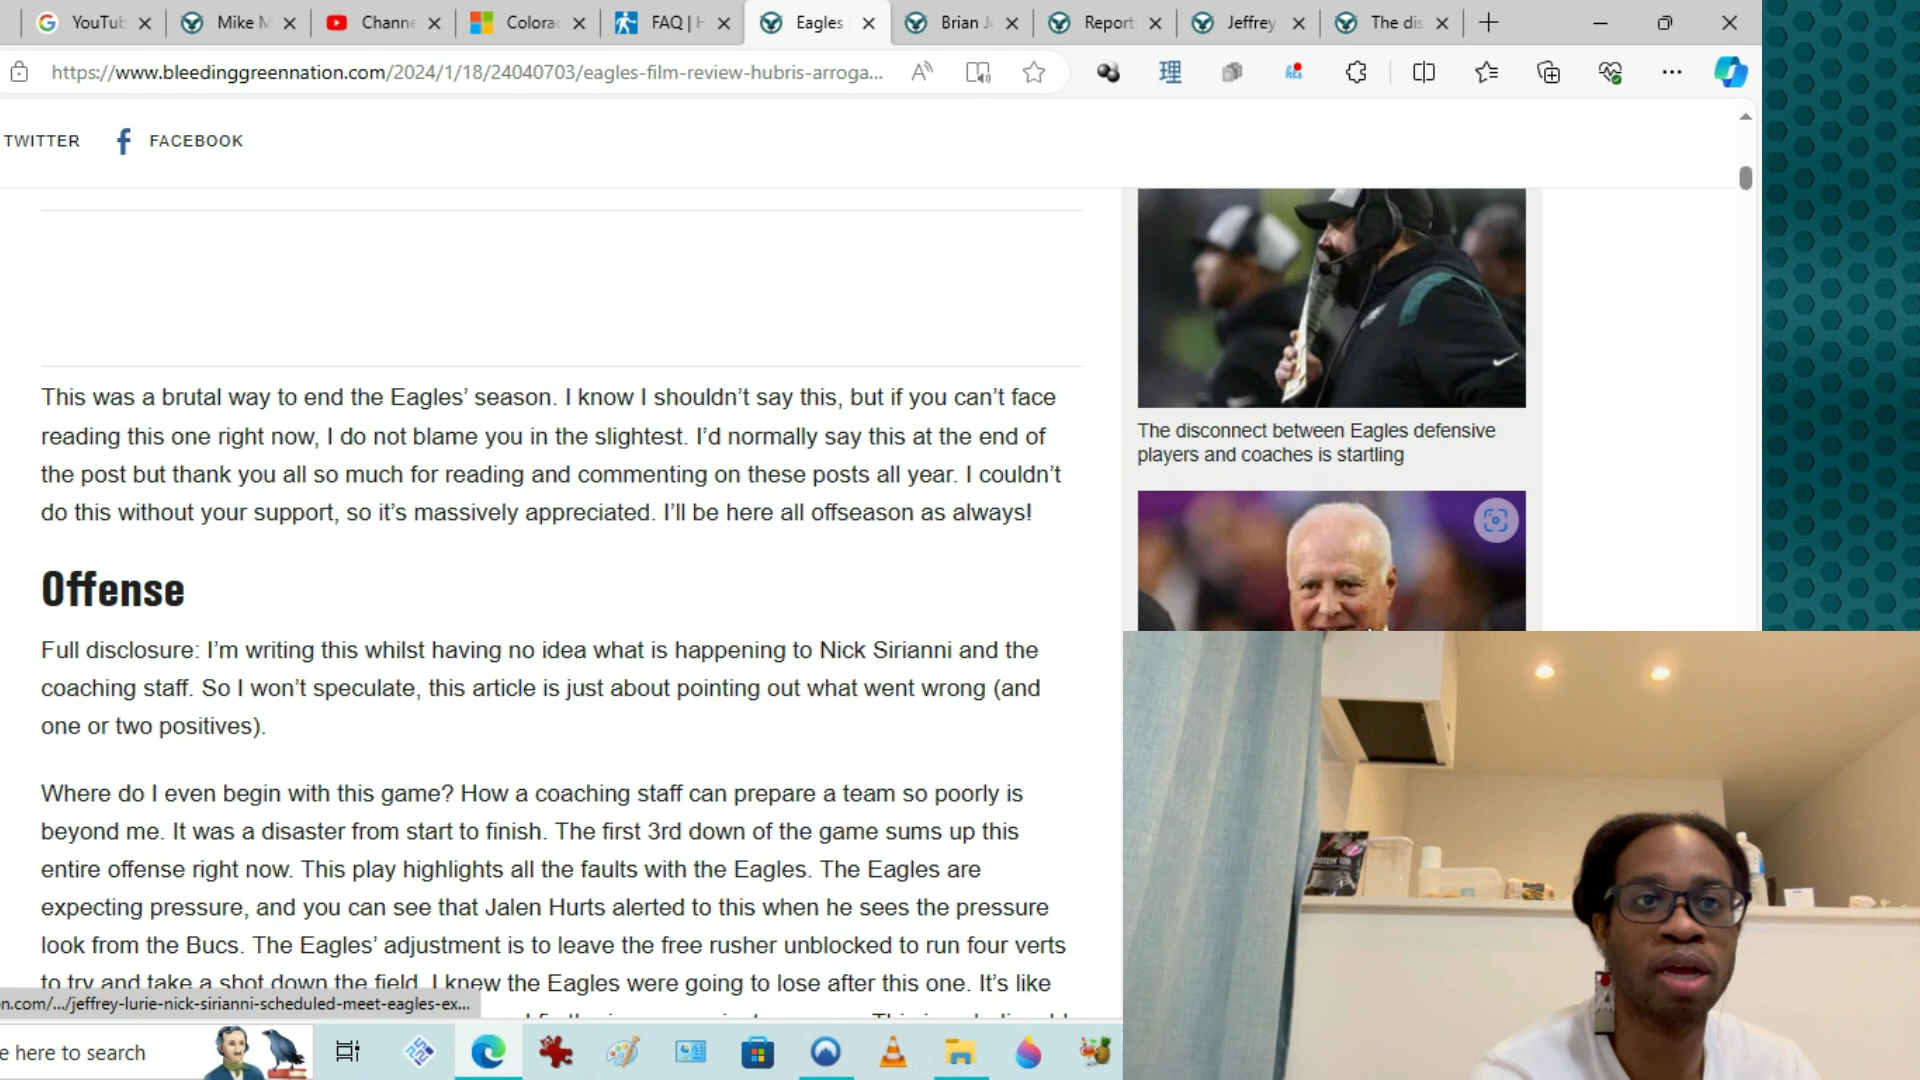 YouTub
Mike M
Channe
Colorac
FAQ | H
Eagles
Brian J
Report
Jeffrey
The dis
https://www.bleedinggreennation.com/2024/1/18/24040703/eagles-film-review-hubris-arroga...
TWITTER
FACEBOOK
This was a brutal way to end the Eagles’ season. I know I shouldn’t say this, but if you can’t face
reading this one right now, I do not blame you in the slightest. I’d normally say this at the end of
the post but thank you all so much for reading and commenting on these posts all year. I couldn’t
do this without your support, so it’s massively appreciated. I’ll be here all offseason as always!
Offense
Full disclosure: I’m writing this whilst having no idea what is happening to Nick Sirianni and the
coaching staff. So I won’t speculate, this article is just about pointing out what went wrong (and
one or two positives).
Where do I even begin with this game? How a coaching staff can prepare a team so poorly is
beyond me. It was a disaster from start to finish. The first 3rd down of the game sums up this
entire offense right now. This play highlights all the faults with the Eagles. The Eagles are
expecting pressure, and you can see that Jalen Hurts alerted to this when he sees the pressure
look from the Bucs. The Eagles’ adjustment is to leave the free rusher unblocked to run four verts
to try and take a shot down the field. I knew the Eagles were going to lose after this one. It’s like
The disconnect between Eagles defensive
players and coaches is startling
n.com/.../jeffrey-lurie-nick-sirianni-scheduled-meet-eagles-ex...
e here to search